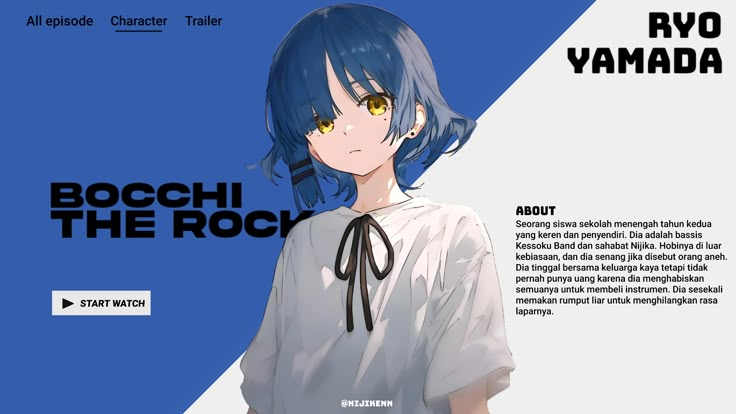 All episode Character Trailer
RYO
YAMADA
BOCCHI
THE ROCK
START WATCH
ABOUT
Seorang siswa sekolah menengah tahun kedua
yang keren dan penyendiri. Dia adalah bassis
Kessoku Band dan sahabat Nijika. Hobinya di luar
kebiasaan, dan dia senang jika disebut orang aneh.
Dia tinggal bersama keluarga kaya tetapi tidak
pernah punya uang karena dia menghabiskan
semuanya untuk membeli instrumen. Dia sesekali
memakan rumput liar untuk menghilangkan rasa
laparnya.
@NIJIKENN